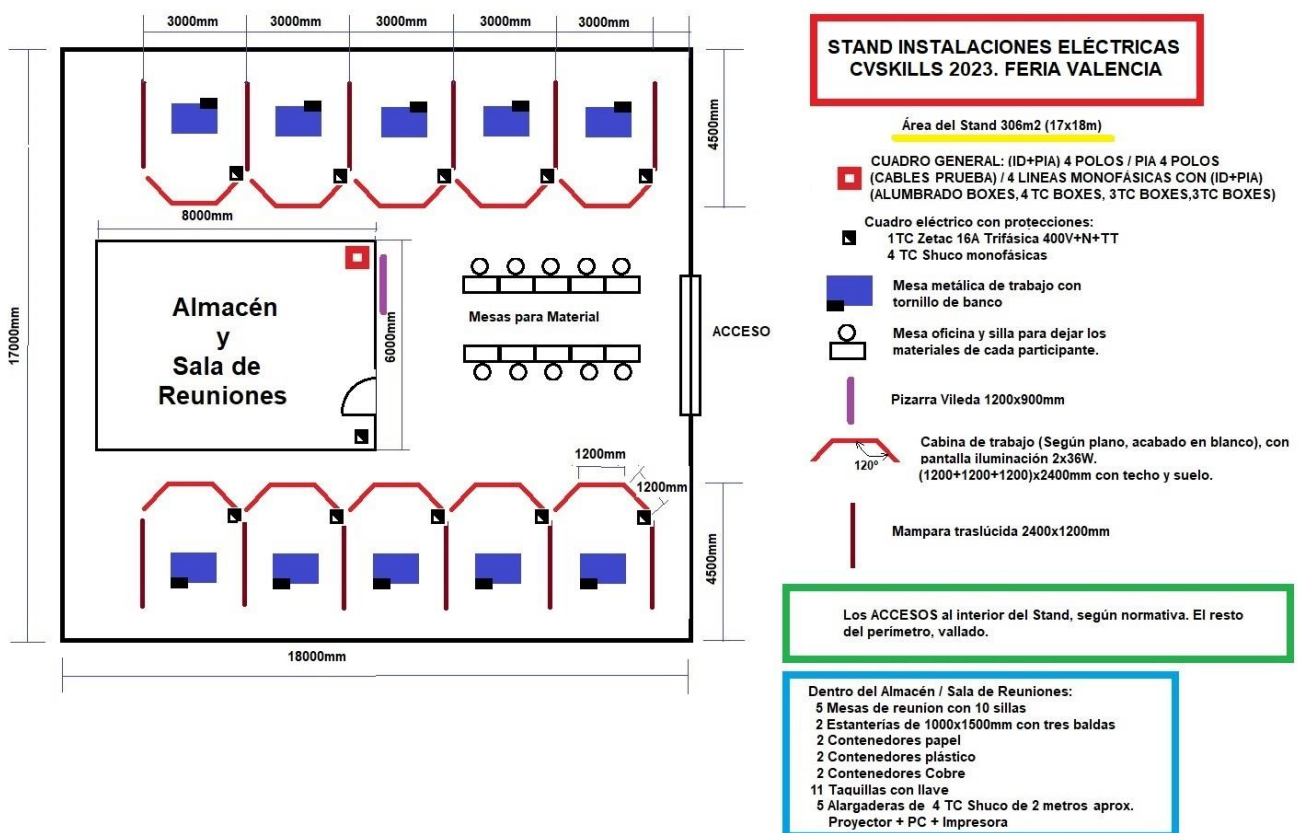 3000mm
3000mm
3000mm
3000mm
3000mm
4500mm
17000mm
8000mm
Almacén
y
Sala de
Reuniones
6000mm
Mesas para Material
ACCESO
1200mm
1200mm
4500mm
18000mm
STAND INSTALACIONES ELÉCTRICAS
CVSKILLS 2023. FERIA VALENCIA
Área del Stand 306m2 (17x18m)
CUADRO GENERAL: (ID+PIA) 4 POLOS / PIA 4 POLOS
(CABLES PRUEBA) / 4 LINEAS MONOFÁSICAS CON (ID+PIA)
(ALUMBRADO BOXES, 4 TC BOXES, 3TC BOXES,3TC BOXES)
Cuadro eléctrico con protecciones:
1TC Zetac 16A Trifásica 400V+N+TT
4 TC Shuco monofásicas
Mesa metálica de trabajo con
tornillo de banco
Mesa oficina y silla para dejar los
materiales de cada participante.
Pizarra Vileda 1200x900mm
120º
Cabina de trabajo (Según plano, acabado en blanco), con
pantalla iluminación 2x36W.
(1200+1200+1200)x2400mm con techo y suelo.
Mampara traslúcida 2400x1200mm
Los ACCESOS al interior del Stand, según normativa. El resto
del perímetro, vallado.
Dentro del Almacén / Sala de Reuniones:
5 Mesas de reunion con 10 sillas
2 Estanterías de 1000x1500mm con tres baldas
2 Contenedores papel
2 Contenedores plástico
2 Contenedores Cobre
11 Taquillas con llave
5 Alargaderas de 4 TC Shuco de 2 metros aprox.
Proyector + PC + Impresora